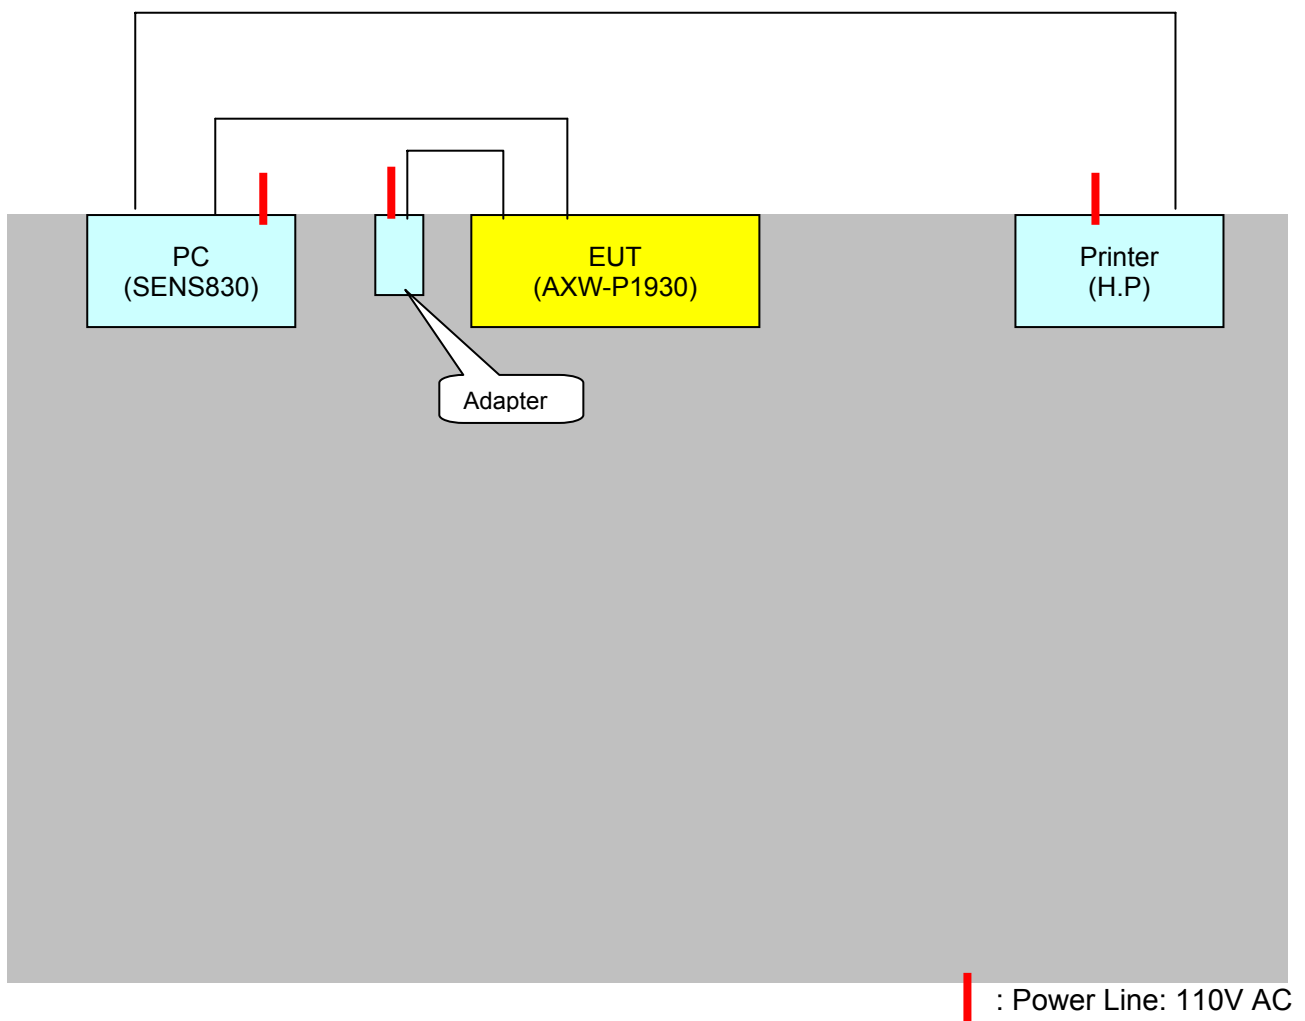 PC
(SENS830)
EUT
(AXW-P1930)
Printer
(H.P)
Adapter
: Power Line: 110V AC